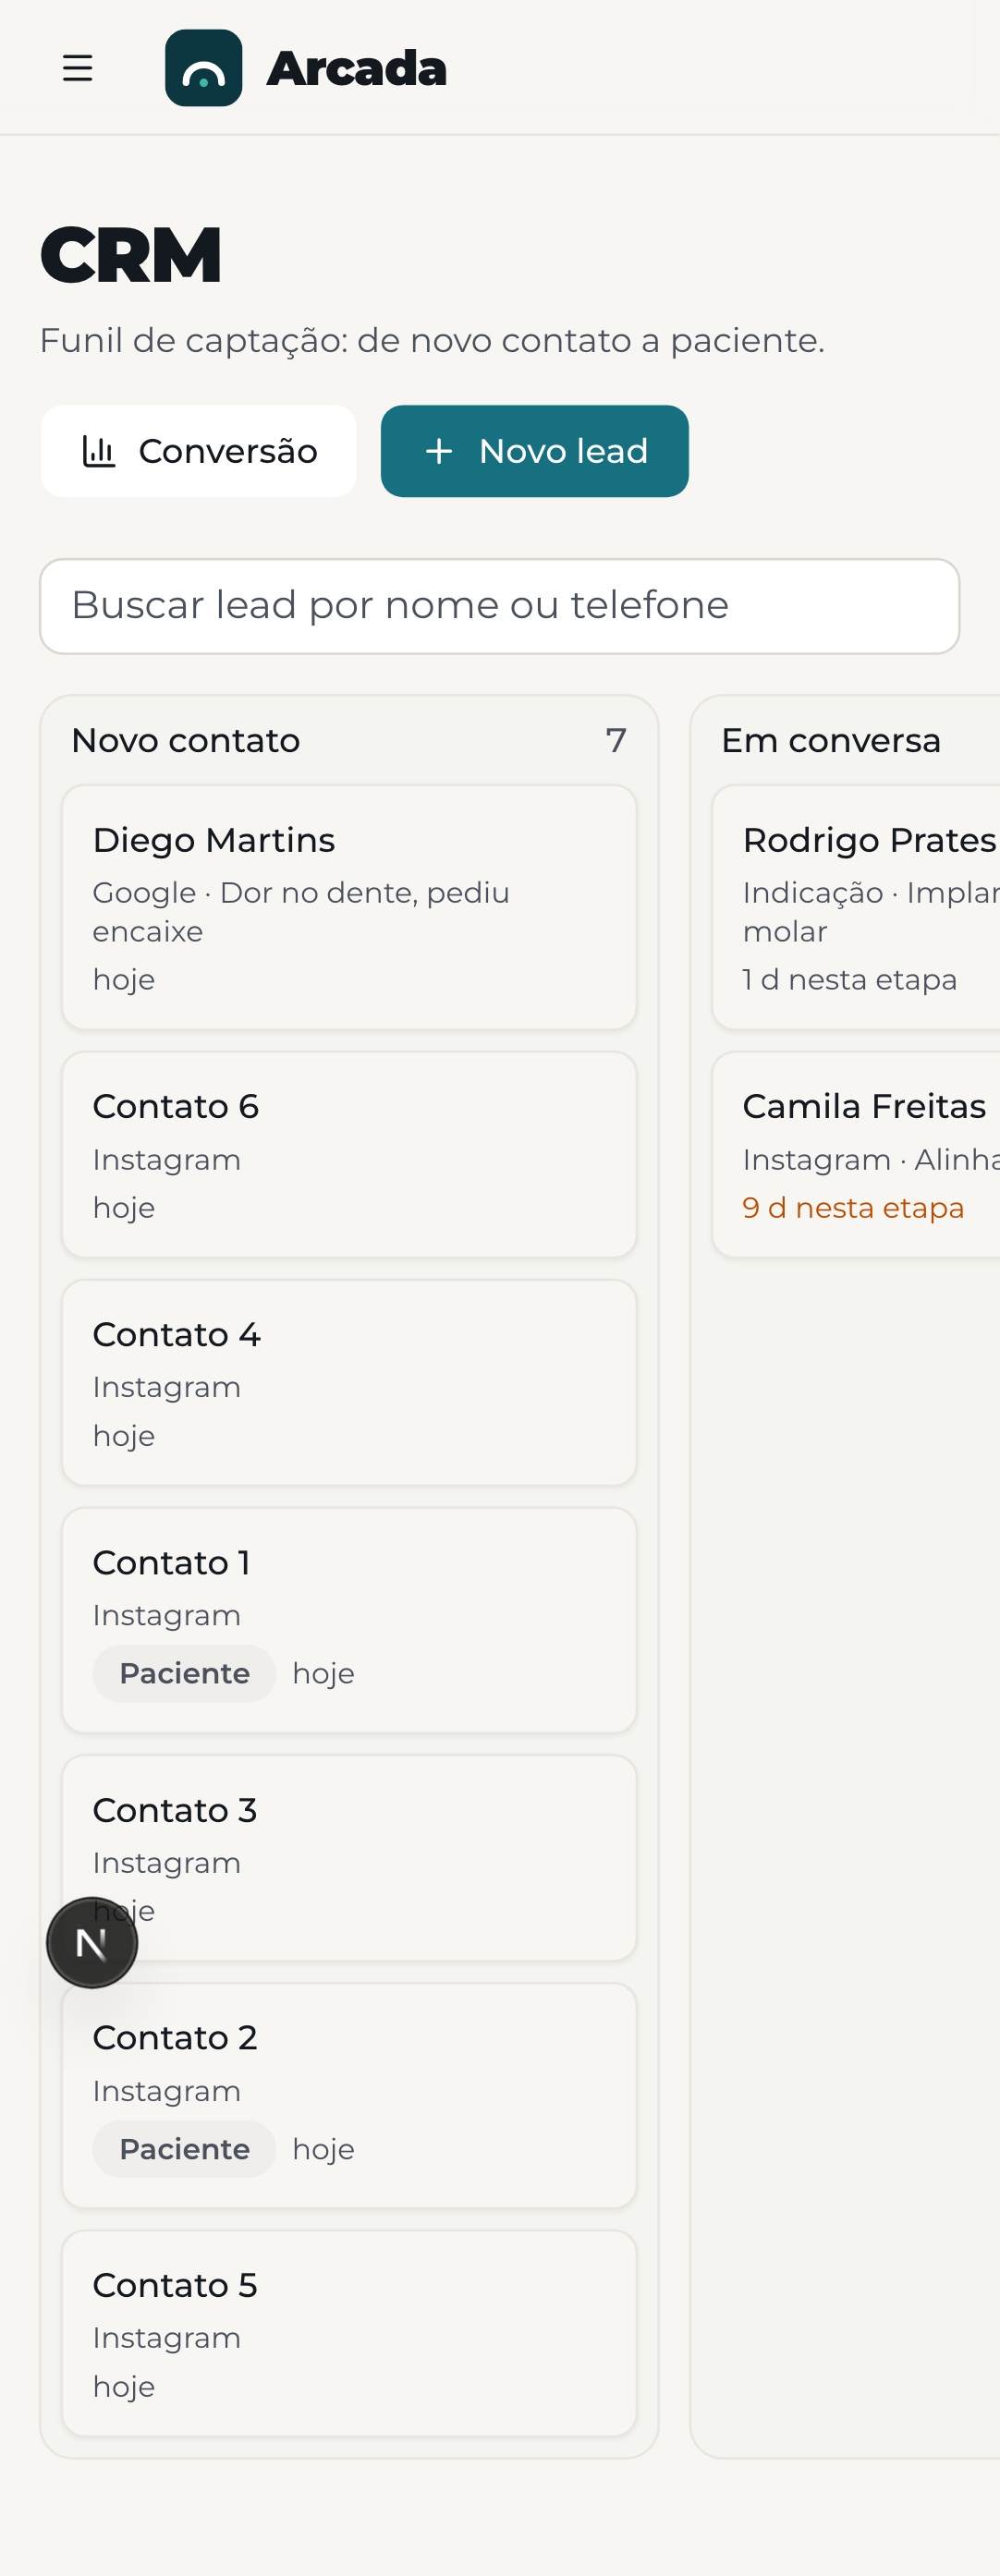 Arcada
CRM
Funil de captação: de novo contato a paciente.
Conversão
Novo lead
Buscar lead por nome ou telefone
Novo contato 7
Diego Martins
Google · Dor no dente, pediu
encaixe
hoje
Contato 6
Instagram
hoje
Contato 4
Instagram
hoje
Contato 1
Instagram
Paciente hoje
Contato 3
Instagram
hoje
N
Contato 2
Instagram
Paciente hoje
Contato 5
Instagram
hoje
Em conversa
Rodrigo Prates
Indicação ·
molar
1 d nesta etapa
Camila Freitas
Instagram ·
9 d nesta etapa